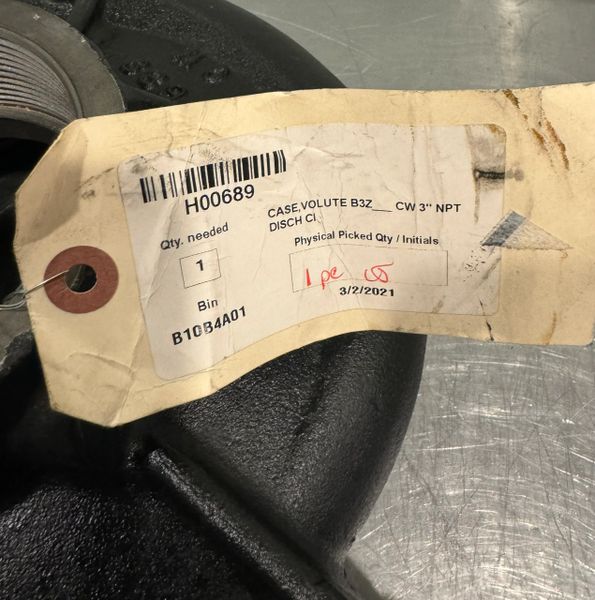 H00689
CASE,VOLUTE B3Z___ CW 3" NPT
DISCH CI,
Qty. needed
Physical Picked Qty / Initials
1
1 pc
3/2/2021
Bin
B10B4A01